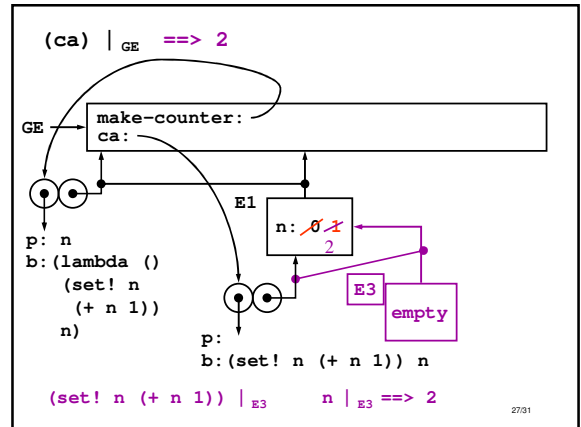 (ca) | GE ==> 2
make-counter:
GE
ca:
E1
n: 0 1
2
p: n
b:(lambda ()
(set! n
(+ n 1))
n)
E3
empty
p:
b:(set! n (+ n 1)) n
(set! n (+ n 1)) | E3 n | E3 ==> 2
27/31